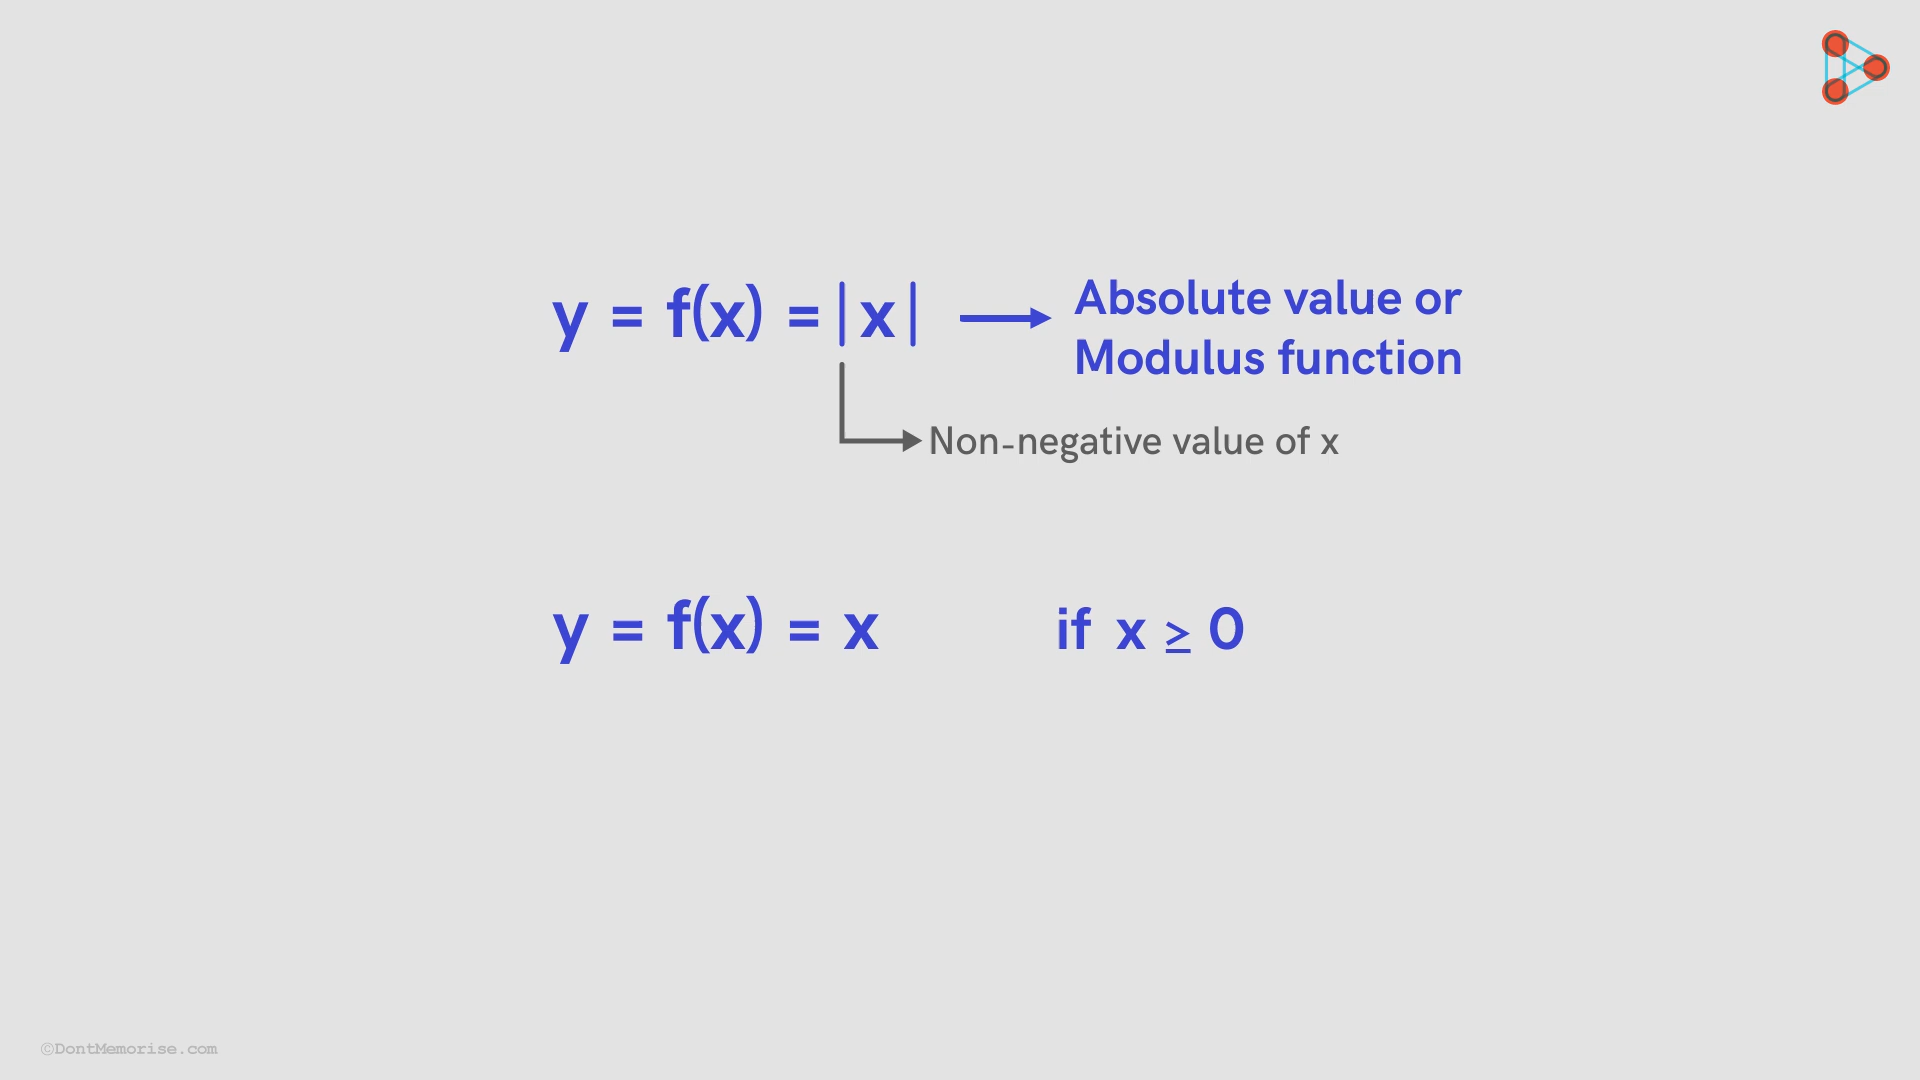 y = f(x) = |x|
Absolute value or
Modulus function
Non-negative value of x
y = f(x) = x if x ≥ 0
©DontMemorise.com